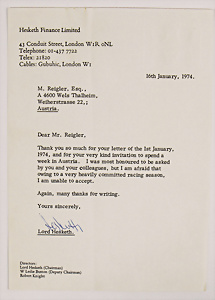 Hesketh Finance Limited
43 Conduit Street, London W1R 0NL
Telephone: 01-437 7722
Telex: 21820
Cables: Gubuhic, London W1
16th January, 1974.
M. Reigler, Esq.,
A 4600 Wels Thalheim,
Weiherstrasse 22,;
Austria.
Dear Mr. Reigler,
Thank you so much for your letter of the 1st January,
1974, and for your very kind invitation to spend a
week in Austria. I was most honoured to be asked
by you and your colleagues, but I am afraid that
owing to a very heavily committed racing season,
I am unable to accept.
Again, many thanks for writing.
Yours sincerely,
Hesketh
Lord Hesketh.
Directors:
Lord Hesketh (Chairman)
W Leslie Button (Deputy Chairman)
Robert Knight